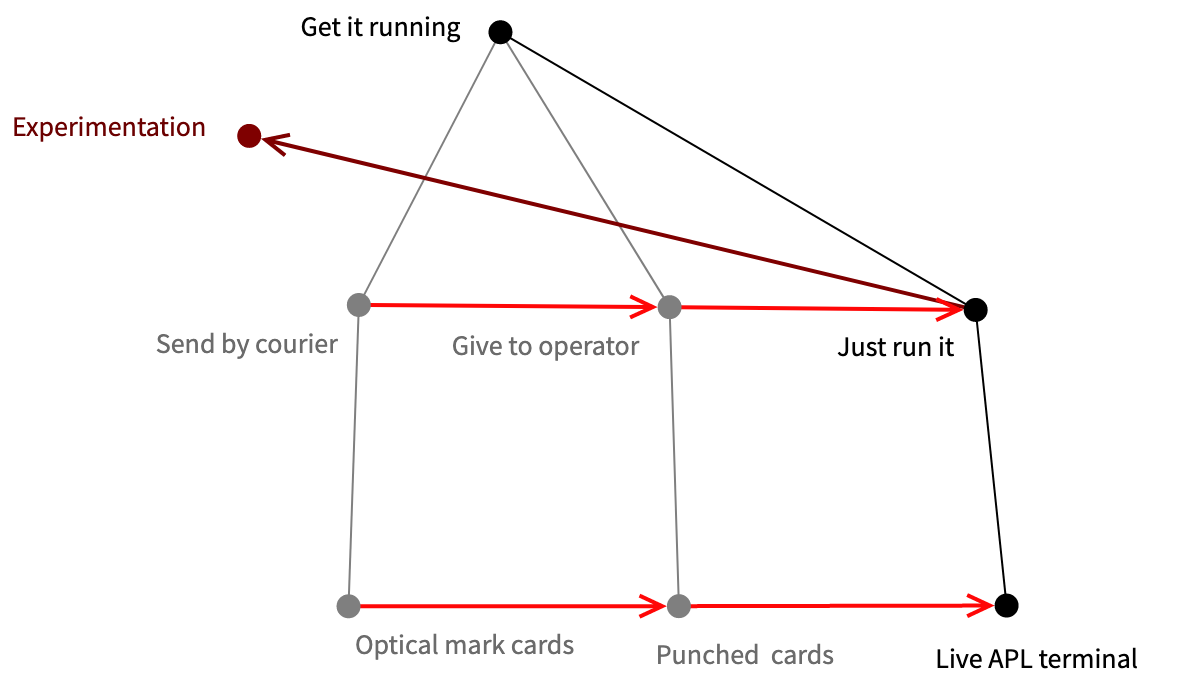 Get it running
Experimentation
Send by courier
Give to operator
Just run it
Optical mark cards
Punched cards
Live APL terminal